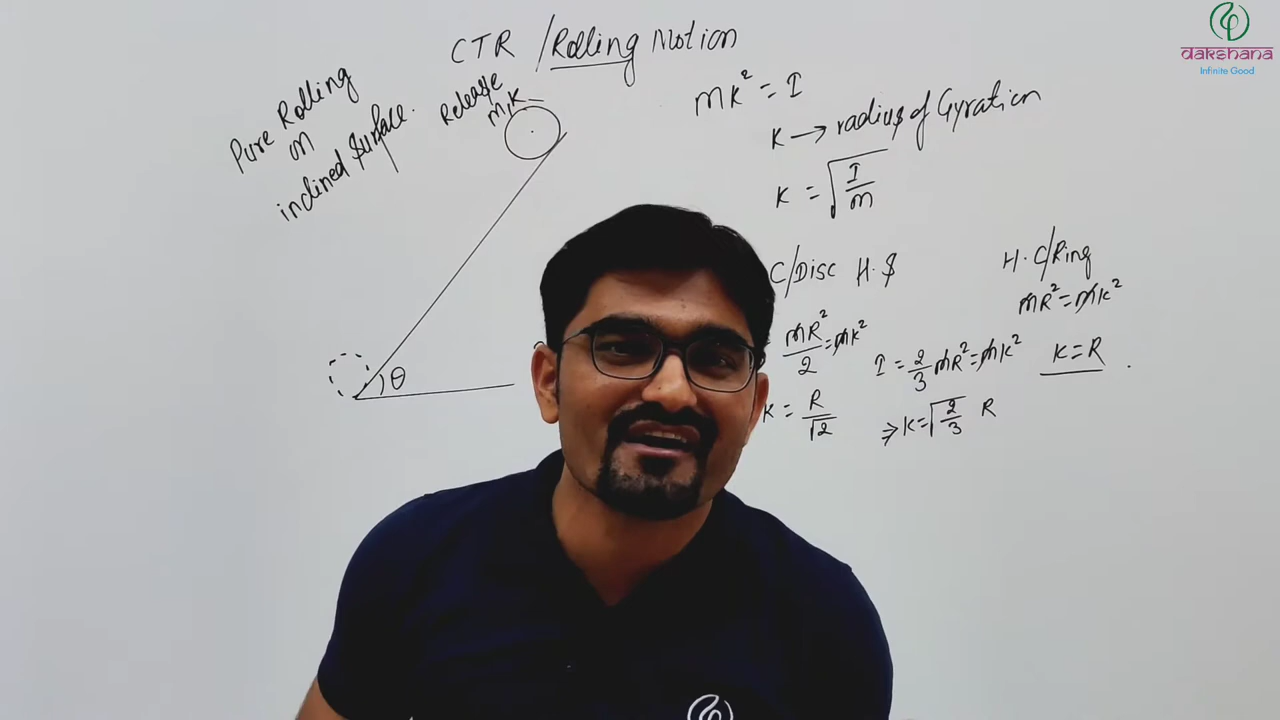 CTR / Rolling Motion
Pure Rolling
on
inclined Surface.
Release
m, K
θ
mk² = I
K → radius of Gyration
K = √(I/m)
C/Disc H.S H.C/Ring
mR²/2 = mk²
K = R/√2
I = 2/3 mR² = mk²
⇒ K = √(2/3) R
mR² = mk²
K = R
dakshana
Infinite Good